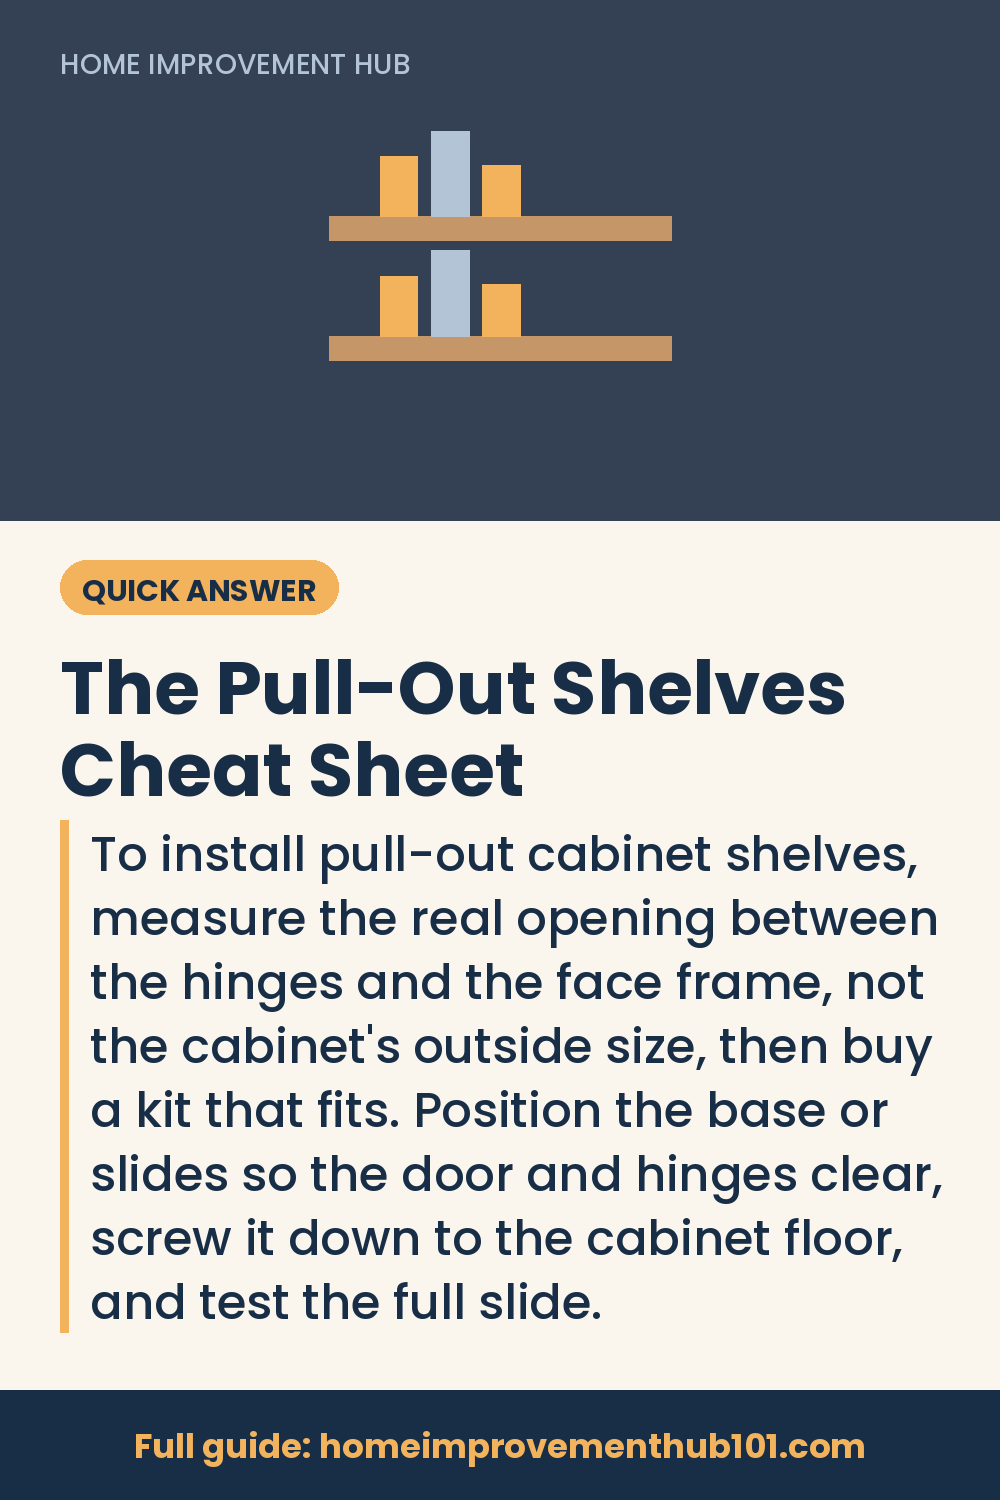 HOME IMPROVEMENT HUB
QUICK ANSWER
The Pull-Out Shelves
Cheat Sheet
To install pull-out cabinet shelves,
measure the real opening between
the hinges and the face frame, not
the cabinet's outside size, then buy
a kit that fits. Position the base or
slides so the door and hinges clear,
screw it down to the cabinet floor,
and test the full slide.
Full guide: homeimprovementhub101.com